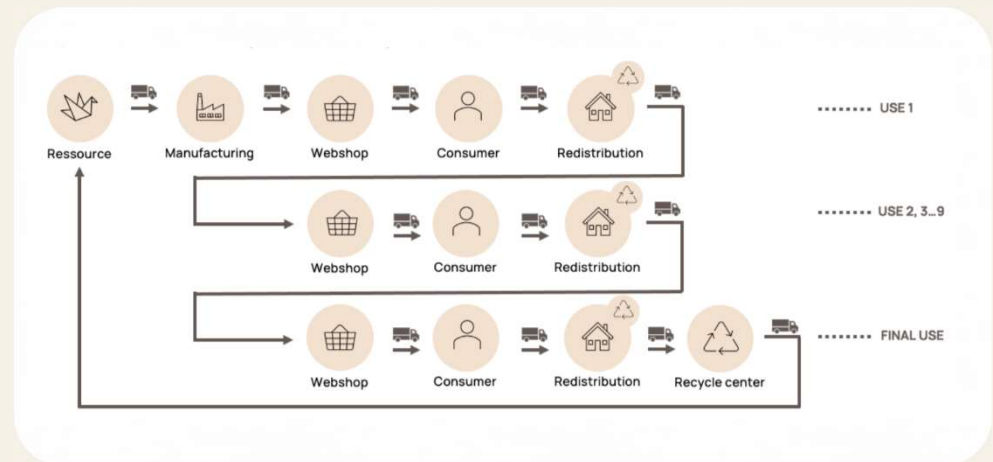 USE 1
Ressource
Manufacturing
Webshop
Consumer
Redistribution
USE 2, 3...9
Webshop
Consumer
Redistribution
FINAL USE
Webshop
Consumer
Redistribution
Recycle center